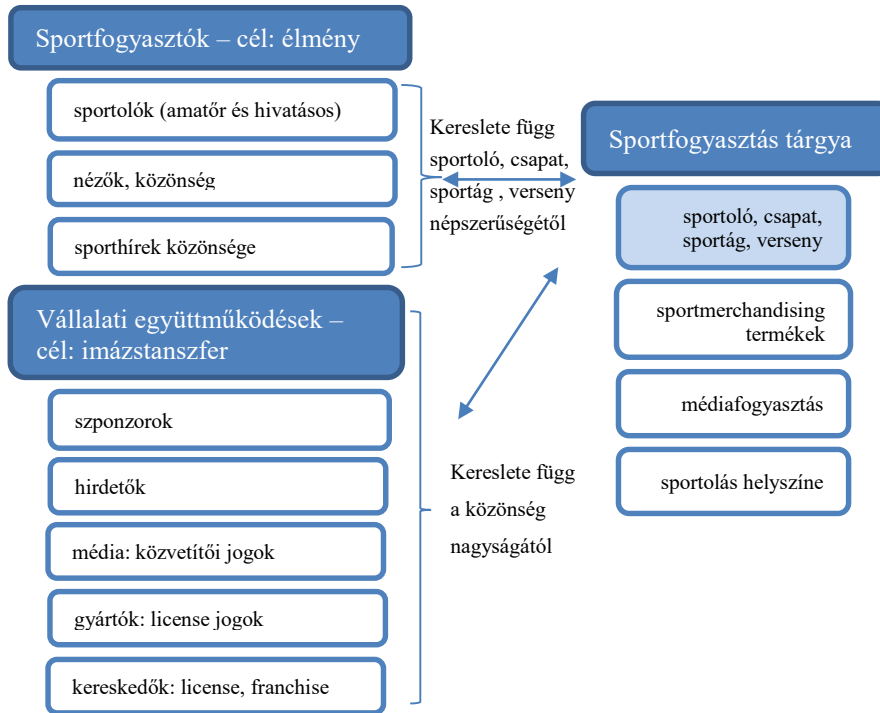 Sportfogyasztók – cél: élmény
sportolók (amatőr és hivatásos)
nézők, közönség
sporthírek közönsége
Kereslete függ
sportoló, csapat,
sportág , verseny
népszerűségétől
Vállalati együttműködések –
cél: imázstanszfer
szponzorok
hirdetők
média: közvetítői jogok
gyártók: license jogok
kereskedők: license, franchise
Kereslete függ
a közönség
nagyságától
Sportfogyasztás tárgya
sportoló, csapat,
sportág, verseny
sportmerchandising
termékek
médiafogyasztás
sportolás helyszíne